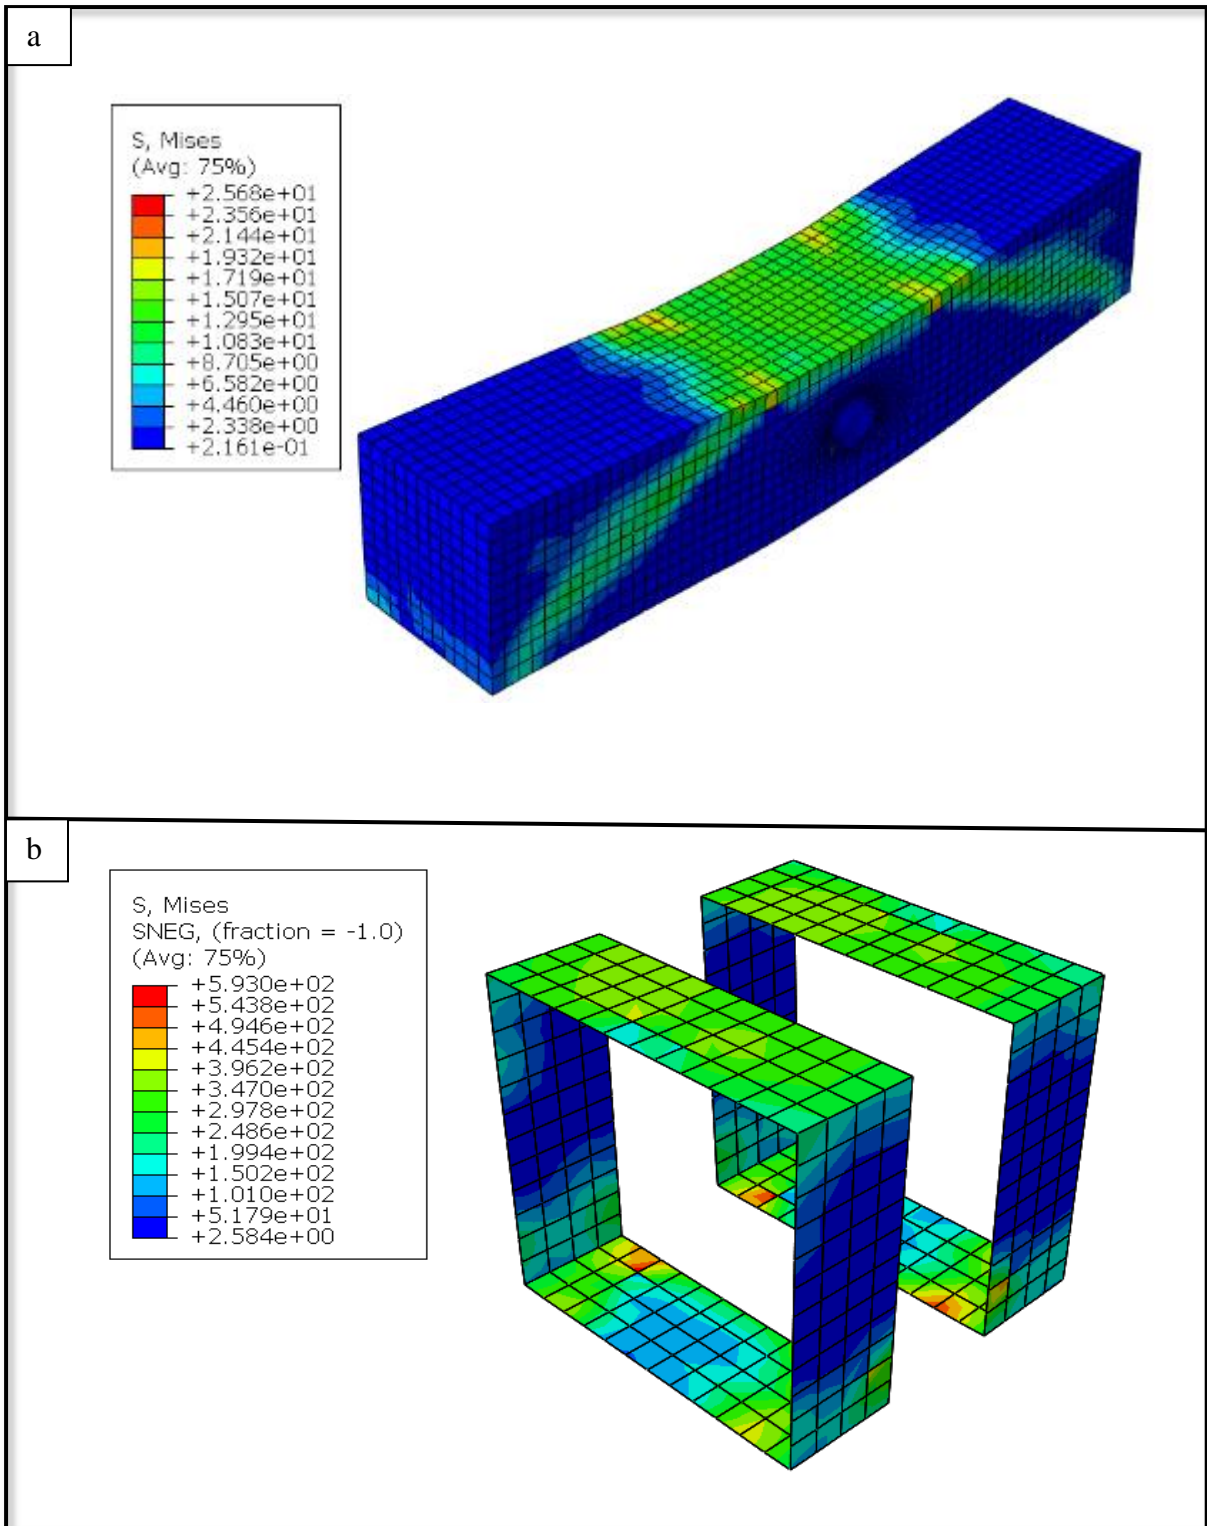 a
S, Mises
(Avg: 75%)
+2.568e+01
+2.356e+01
+2.144e+01
+1.932e+01
+1.719e+01
+1.507e+01
+1.295e+01
+1.083e+01
+8.705e+00
+6.582e+00
+4.460e+00
+2.338e+00
+2.161e-01
b
S, Mises
SNEG, (fraction = -1.0)
(Avg: 75%)
+5.930e+02
+5.438e+02
+4.946e+02
+4.454e+02
+3.962e+02
+3.470e+02
+2.978e+02
+2.486e+02
+1.994e+02
+1.502e+02
+1.010e+02
+5.179e+01
+2.584e+00